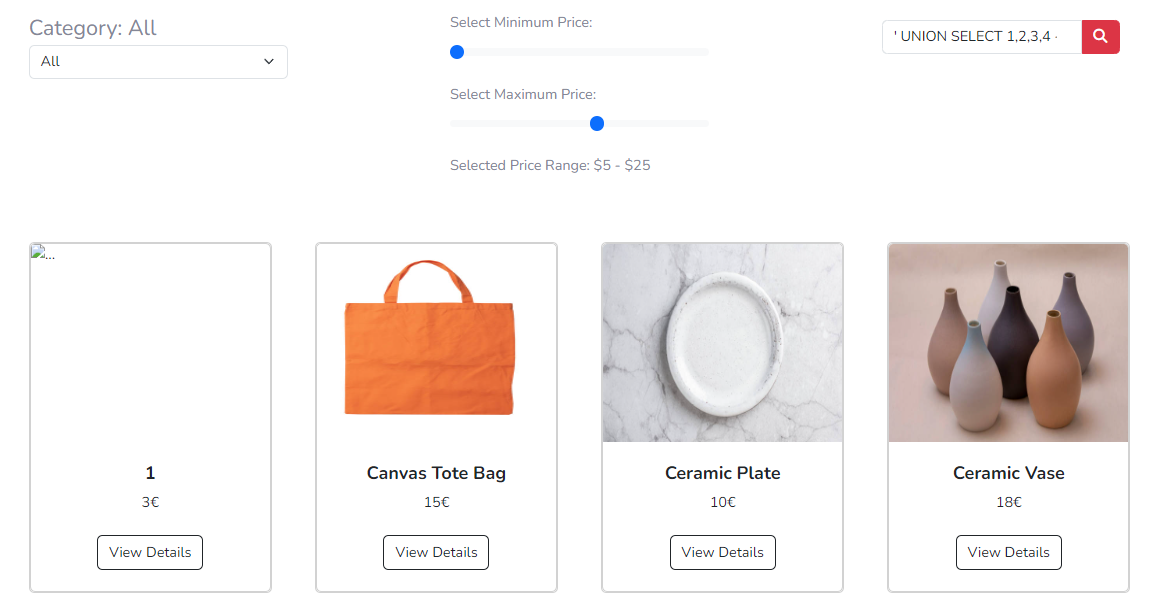 Category: All
All
Select Minimum Price:
Select Maximum Price:
Selected Price Range: $5 - $25
' UNION SELECT 1,2,3,4 -
...
1
3€
View Details
Canvas Tote Bag
15€
View Details
Ceramic Plate
10€
View Details
Ceramic Vase
18€
View Details